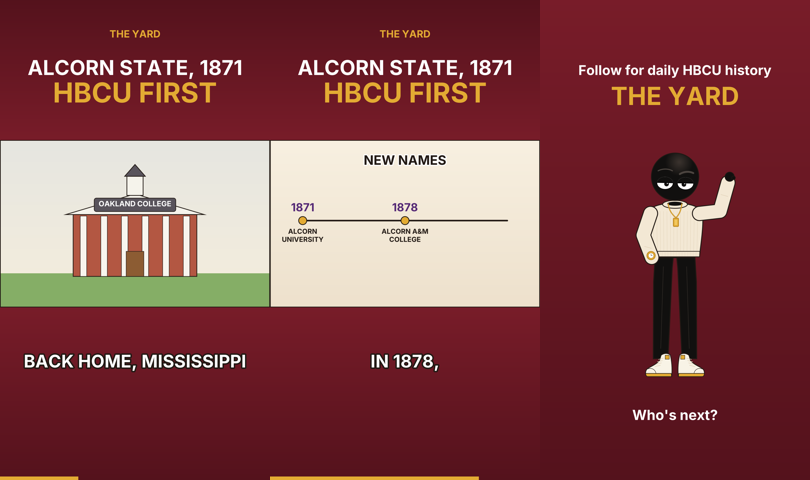 THE YARD
ALCORN STATE, 1871
HBCU FIRST
OAKLAND COLLEGE
BACK HOME, MISSISSIPPI
THE YARD
ALCORN STATE, 1871
HBCU FIRST
NEW NAMES
1871
ALCORN
UNIVERSITY
1878
ALCORN A&M
COLLEGE
IN 1878,
Follow for daily HBCU history
THE YARD
Who's next?